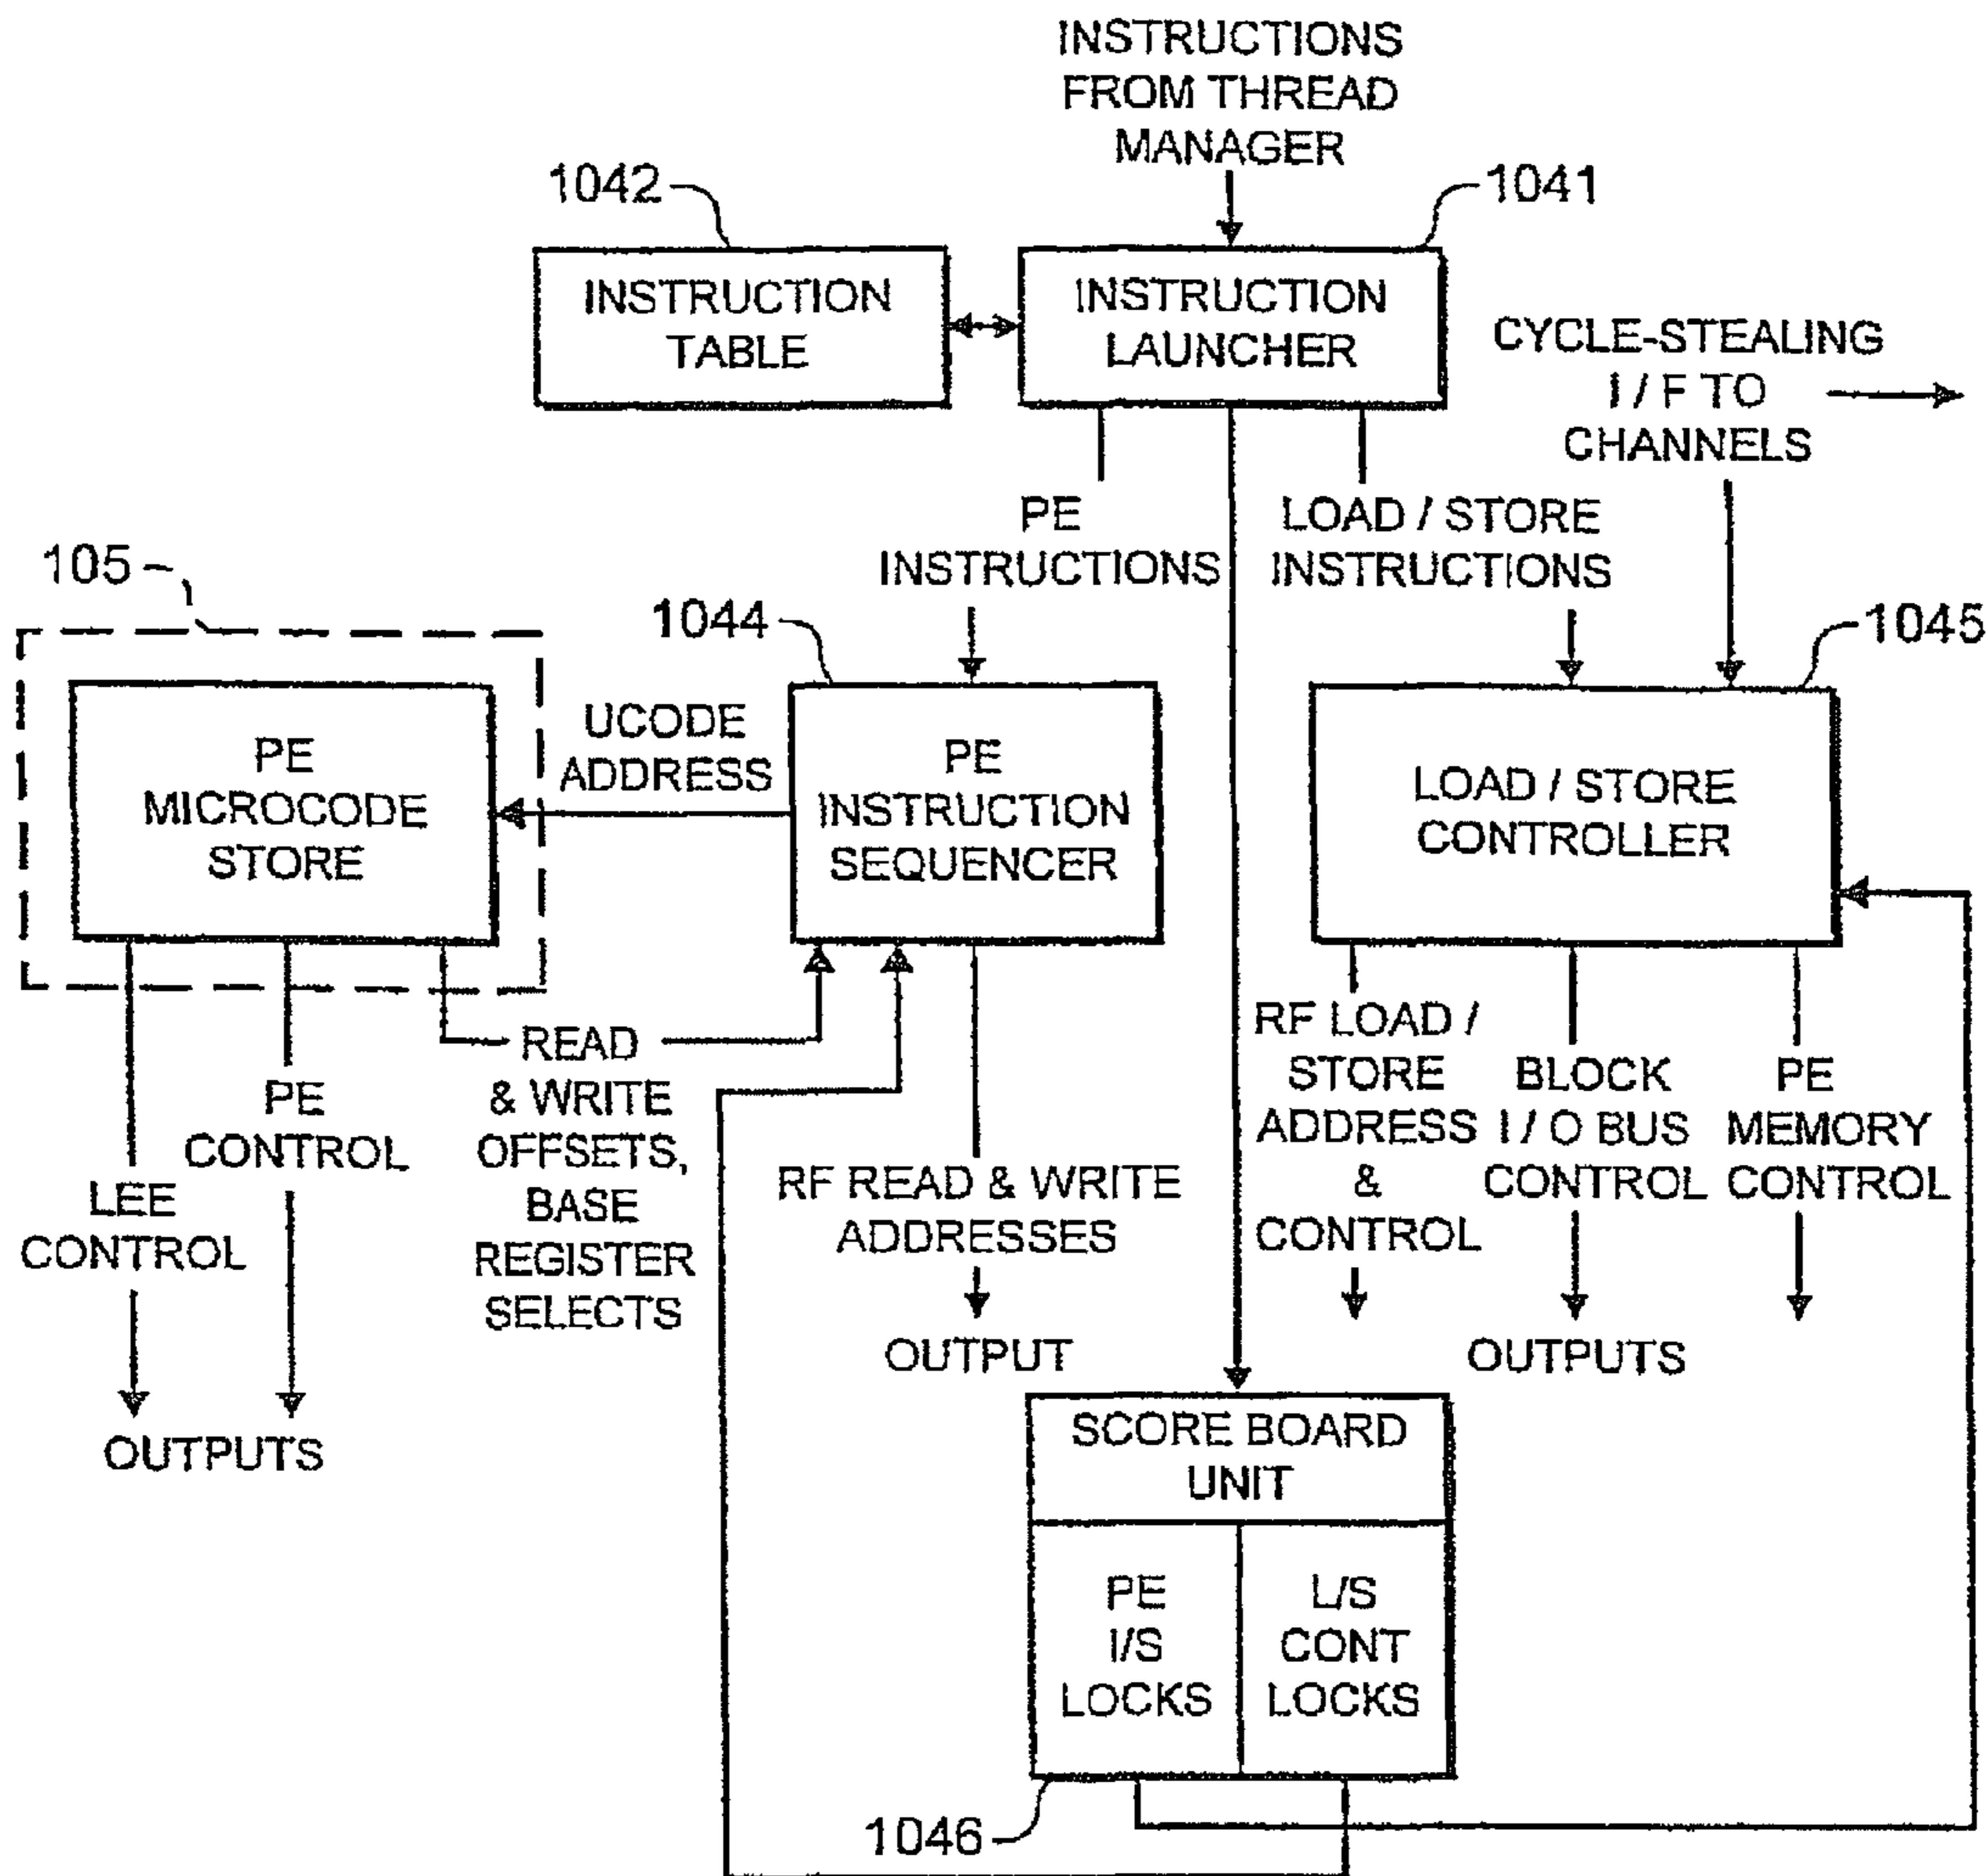 INSTRUCTIONS
FROM THREAD
MANAGER
1042
1041
INSTRUCTION
TABLE
INSTRUCTION
LAUNCHER
CYCLE-STEALING
I / F TO
CHANNELS
PE
INSTRUCTIONS
LOAD / STORE
INSTRUCTIONS
105
1044
1045
PE
MICROCODE
STORE
UCODE
ADDRESS
PE
INSTRUCTION
SEQUENCER
LOAD / STORE
CONTROLLER
LEE
CONTROL
PE
CONTROL
READ
& WRITE
OFFSETS,
BASE
REGISTER
SELECTS
RF READ & WRITE
ADDRESSES
RF LOAD /
STORE
ADDRESS
&
CONTROL
BLOCK
I / O BUS
CONTROL
PE
MEMORY
CONTROL
OUTPUTS
OUTPUT
OUTPUTS
SCORE BOARD
UNIT
PE
I/S
LOCKS
L/S
CONT
LOCKS
1046